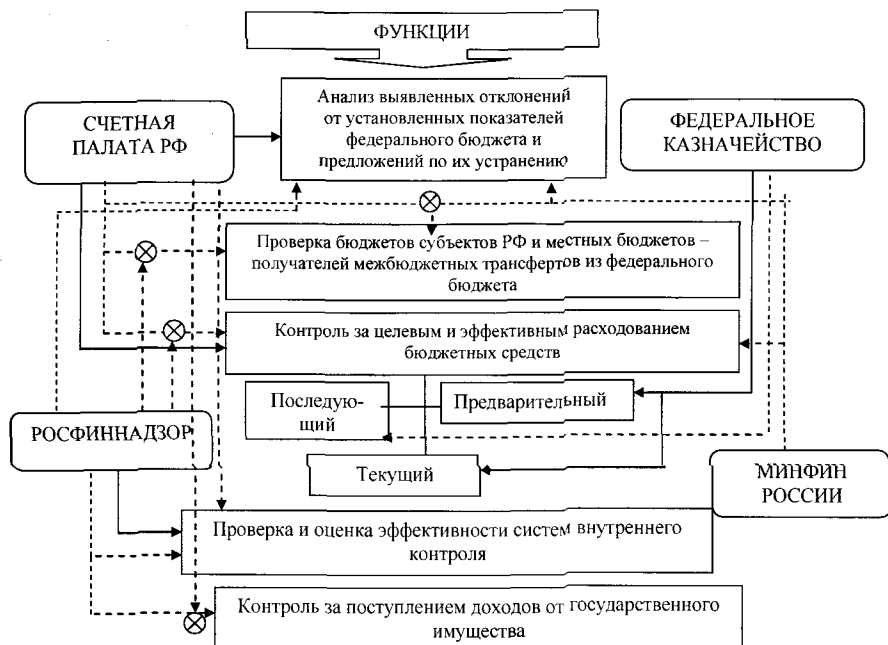 ФУНКЦИИ
Анализ выявленных отклонений
от установленных показателей
федерального бюджета и
предложений по их устранению
СЧЕТНАЯ
ПАЛАТА РФ
ФЕДЕРАЛЬНОЕ
КАЗНАЧЕЙСТВО
Проверка бюджетов субъектов РФ и местных бюджетов –
получателей межбюджетных трансфертов из федерального
бюджета
Контроль за целевым и эффективным расходованием
бюджетных средств
Последую-
щий
Предварительный
РОСФИННАДЗОР
Текущий
МИНФИН
РОССИИ
Проверка и оценка эффективности систем внутреннего
контроля
Контроль за поступлением доходов от государственного
имущества